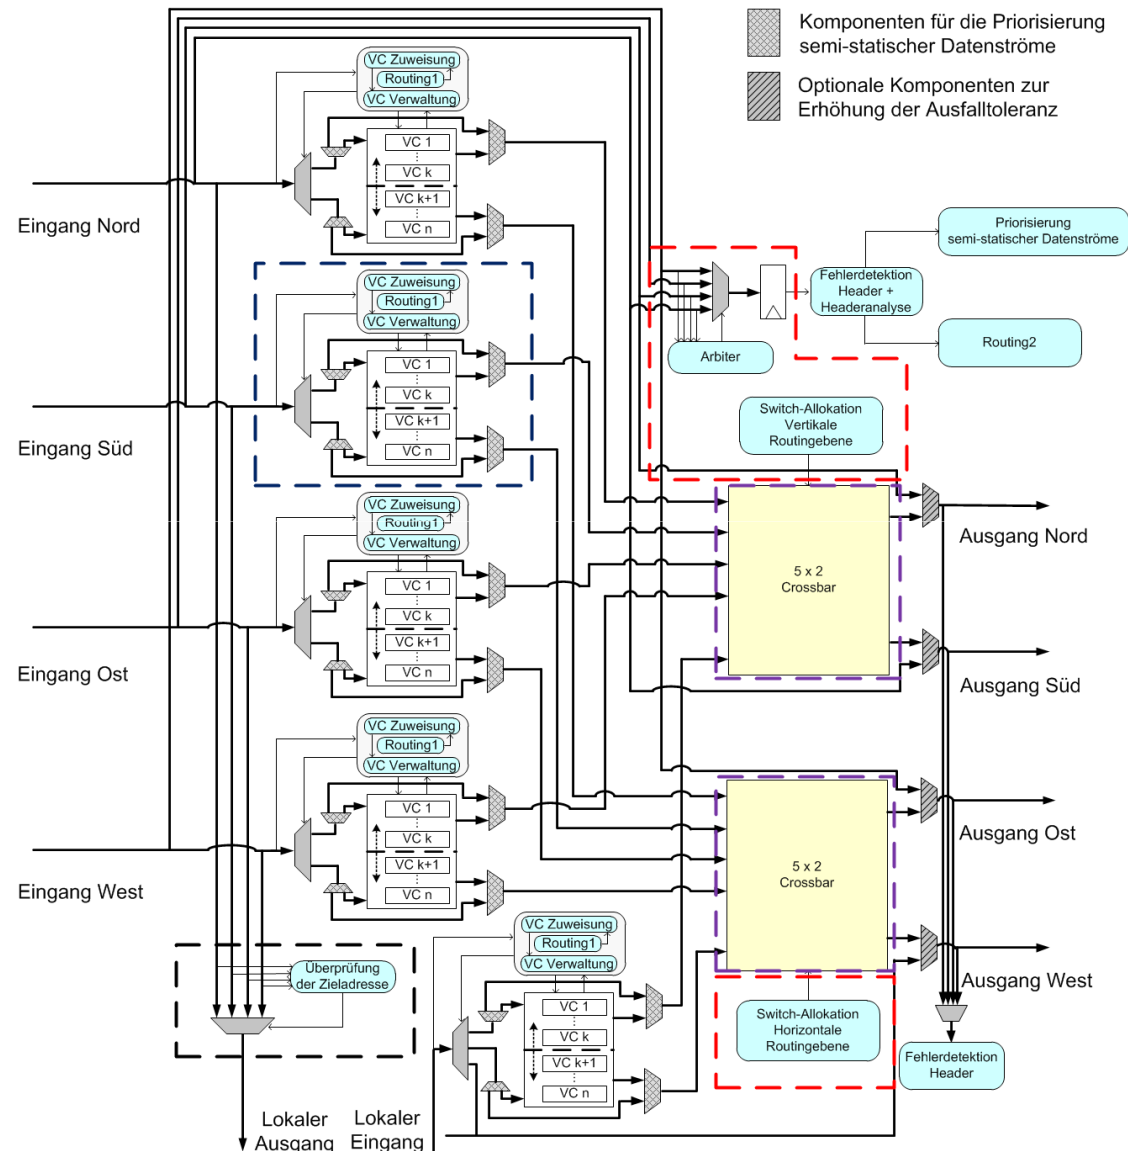 Komponenten für die Priorisierung
semi-statischer Datenströme
Optionale Komponenten zur
Erhöhung der Ausfalltoleranz
VC Zuweisung
Routing1
VC Verwaltung
VC 1
VC k
VC k+1
VC n
Eingang Nord
Priorisierung
semi-statischer Datenströme
Fehlerdetektion
Header +
Headeranalyse
Routing2
Arbiter
VC Zuweisung
Routing1
VC Verwaltung
VC 1
VC k
VC k+1
VC n
Eingang Süd
Switch-Allokation
Vertikale
Routingebene
VC Zuweisung
Routing1
VC Verwaltung
VC 1
VC k
VC k+1
VC n
Eingang Ost
5 x 2
Crossbar
Ausgang Nord
Ausgang Süd
VC Zuweisung
Routing1
VC Verwaltung
VC 1
VC k
VC k+1
VC n
Eingang West
5 x 2
Crossbar
Ausgang Ost
Ausgang West
Überprüfung
der Zieladresse
VC Zuweisung
Routing1
VC Verwaltung
VC 1
VC k
VC k+1
VC n
Switch-Allokation
Horizontale
Routingebene
Fehlerdetektion
Header
Lokaler
Ausgang
Lokaler
Eingang